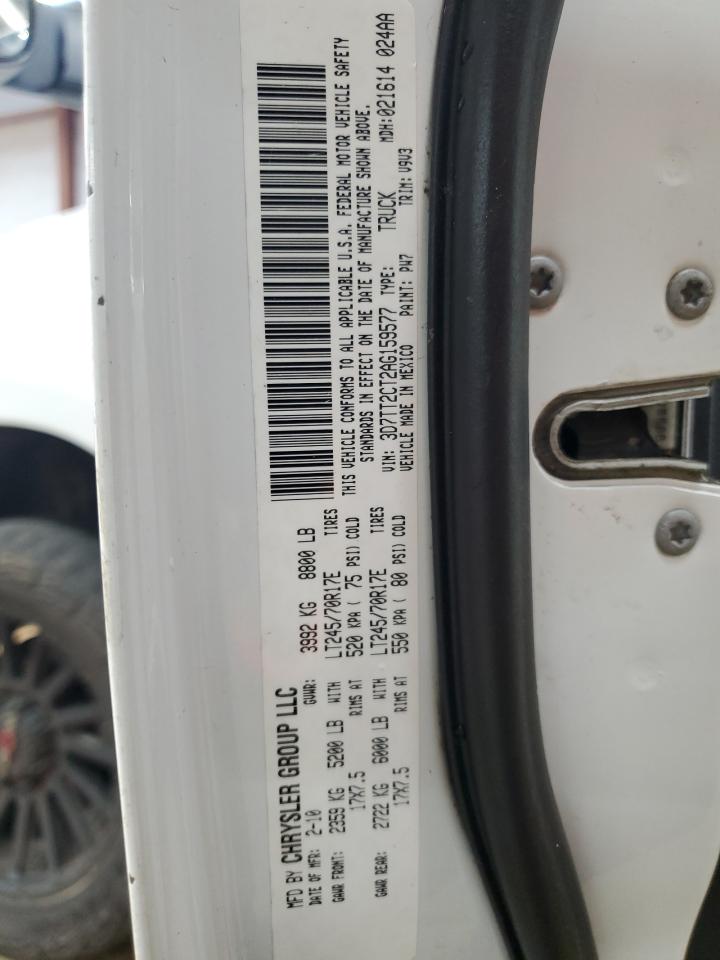 MFD BY CHRYSLER GROUP LLC
DATE OF MFR: 2-10 GVWR: 3992 KG 8800 LB
GAWR FRONT: 2359 KG 5200 LB WITH LT245/70R17E TIRES
17X7.5 RIMS AT 520 KPA ( 75 PSI) COLD
GAWR REAR: 2722 KG 6000 LB WITH LT245/70R17E TIRES
17X7.5 RIMS AT 550 KPA ( 80 PSI) COLD
THIS VEHICLE CONFORMS TO ALL APPLICABLE U.S.A. FEDERAL MOTOR VEHICLE SAFETY
STANDARDS IN EFFECT ON THE DATE OF MANUFACTURE SHOWN ABOVE.
VIN: 3D7TT2CT2AG159577 TYPE: TRUCK MDH:021614 024AA
VEHICLE MADE IN MEXICO PAINT: PW7 TRIM: V9V3